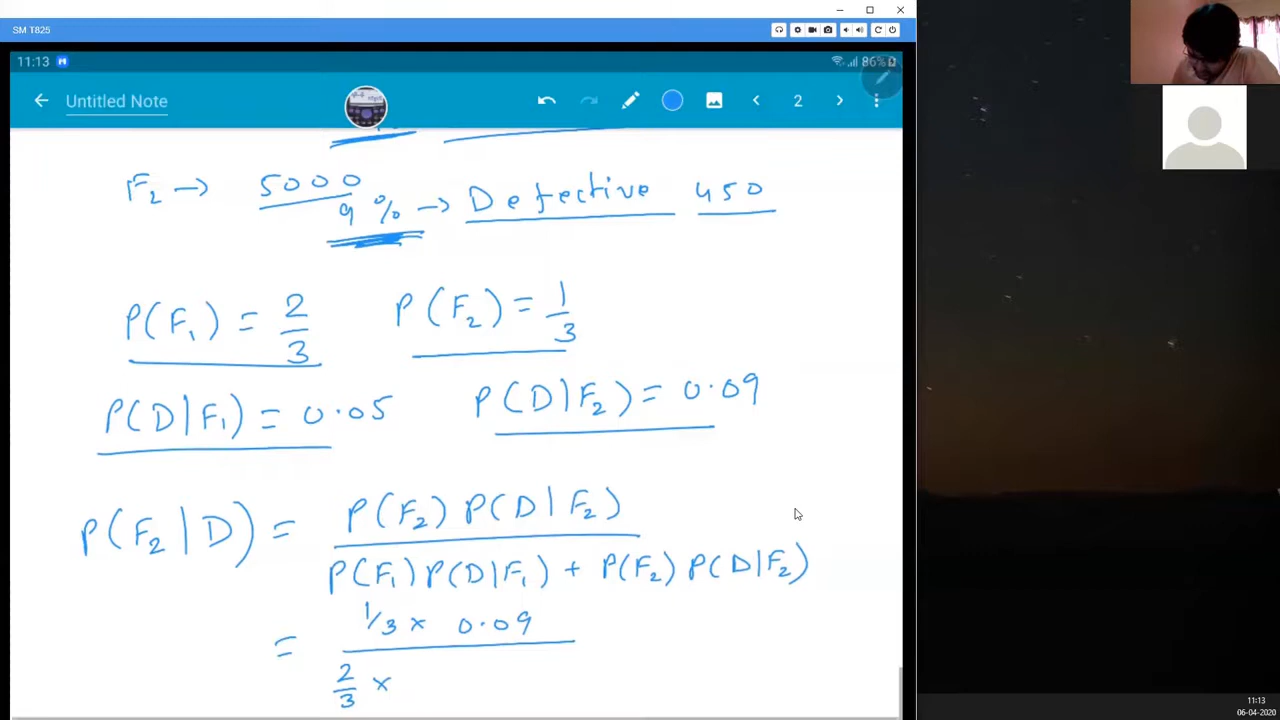 SM T825
11:13
86%
Untitled Note
2
F₂ → 5000
9% → Defective 450
P(F₁) = 2/3 P(F₂) = 1/3
P(D|F₁) = 0.05 P(D|F₂) = 0.09
P(F₂|D) = P(F₂) P(D|F₂)
P(F₁) P(D|F₁) + P(F₂) P(D|F₂)
= 1/3 × 0.09
2/3 ×
11:13
06-04-2020